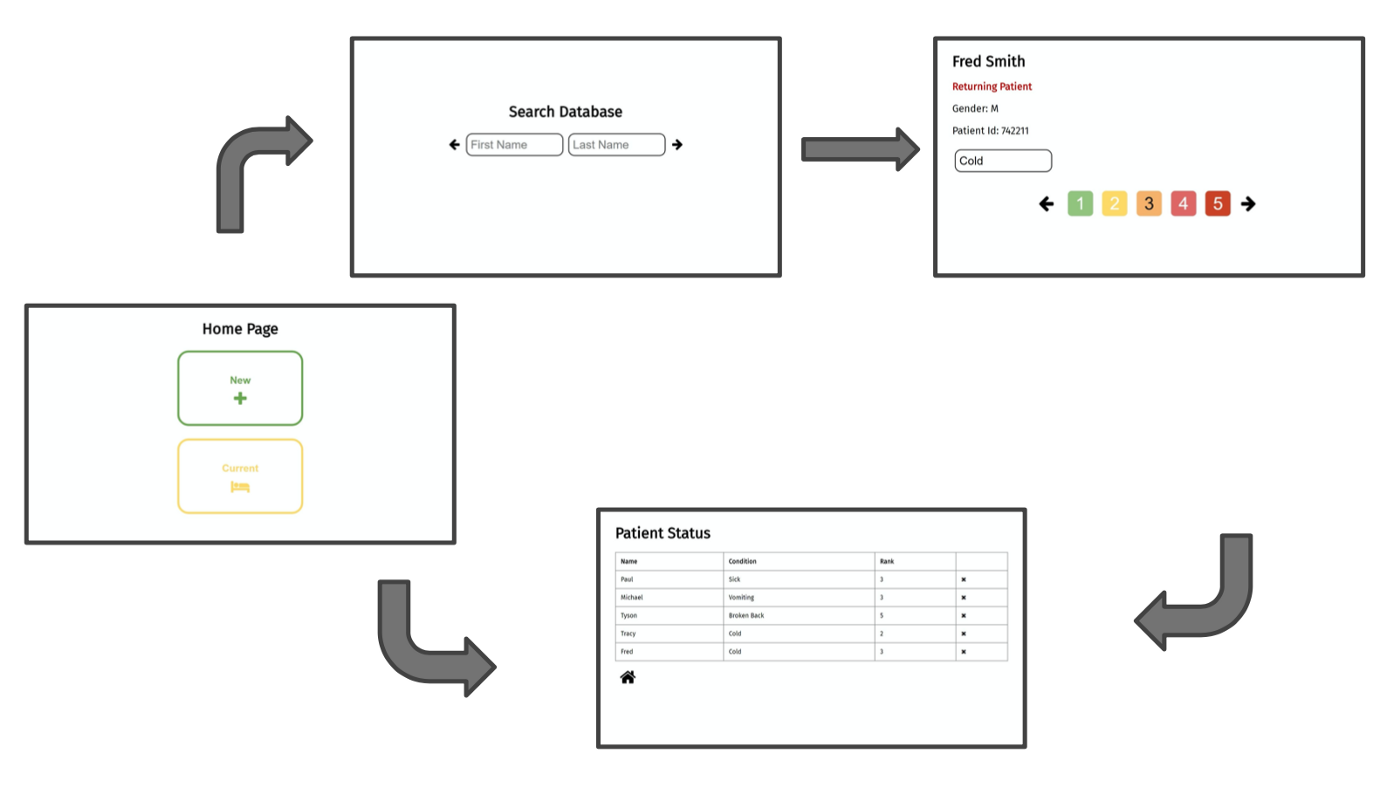 Search Database
First Name Last Name
Fred Smith
Returning Patient
Gender: M
Patient Id: 742211
Cold
1 2 3 4 5
Home Page
New
Current
Patient Status
Name Condition Rank
Paul Sick 3
Michael Vomiting 3
Tyson Broken Back 5
Tracy Cold 2
Fred Cold 3